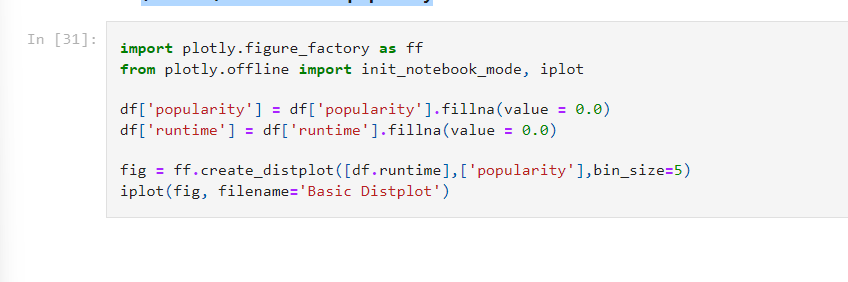 In [31]:
import plotly.figure_factory as ff
from plotly.offline import init_notebook_mode, iplot
df['popularity'] = df['popularity'].fillna(value = 0.0)
df['runtime'] = df['runtime'].fillna(value = 0.0)
fig = ff.create_distplot([df.runtime],['popularity'],bin_size=5)
iplot(fig, filename='Basic Distplot')